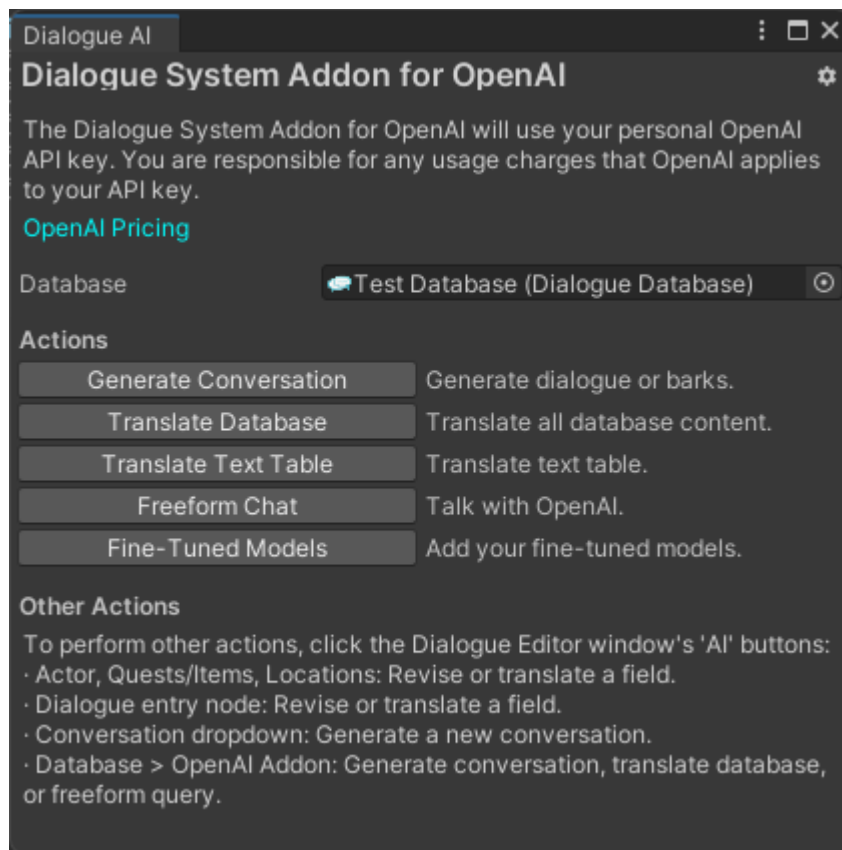 Dialogue AI
Dialogue System Addon for OpenAI
The Dialogue System Addon for OpenAI will use your personal OpenAI
API key. You are responsible for any usage charges that OpenAI applies
to your API key.
OpenAI Pricing
Database Test Database (Dialogue Database)
Actions
Generate Conversation Generate dialogue or barks.
Translate Database Translate all database content.
Translate Text Table Translate text table.
Freeform Chat Talk with OpenAI.
Fine-Tuned Models Add your fine-tuned models.
Other Actions
To perform other actions, click the Dialogue Editor window's 'AI' buttons:
· Actor, Quests/Items, Locations: Revise or translate a field.
· Dialogue entry node: Revise or translate a field.
· Conversation dropdown: Generate a new conversation.
· Database > OpenAI Addon: Generate conversation, translate database,
or freeform query.